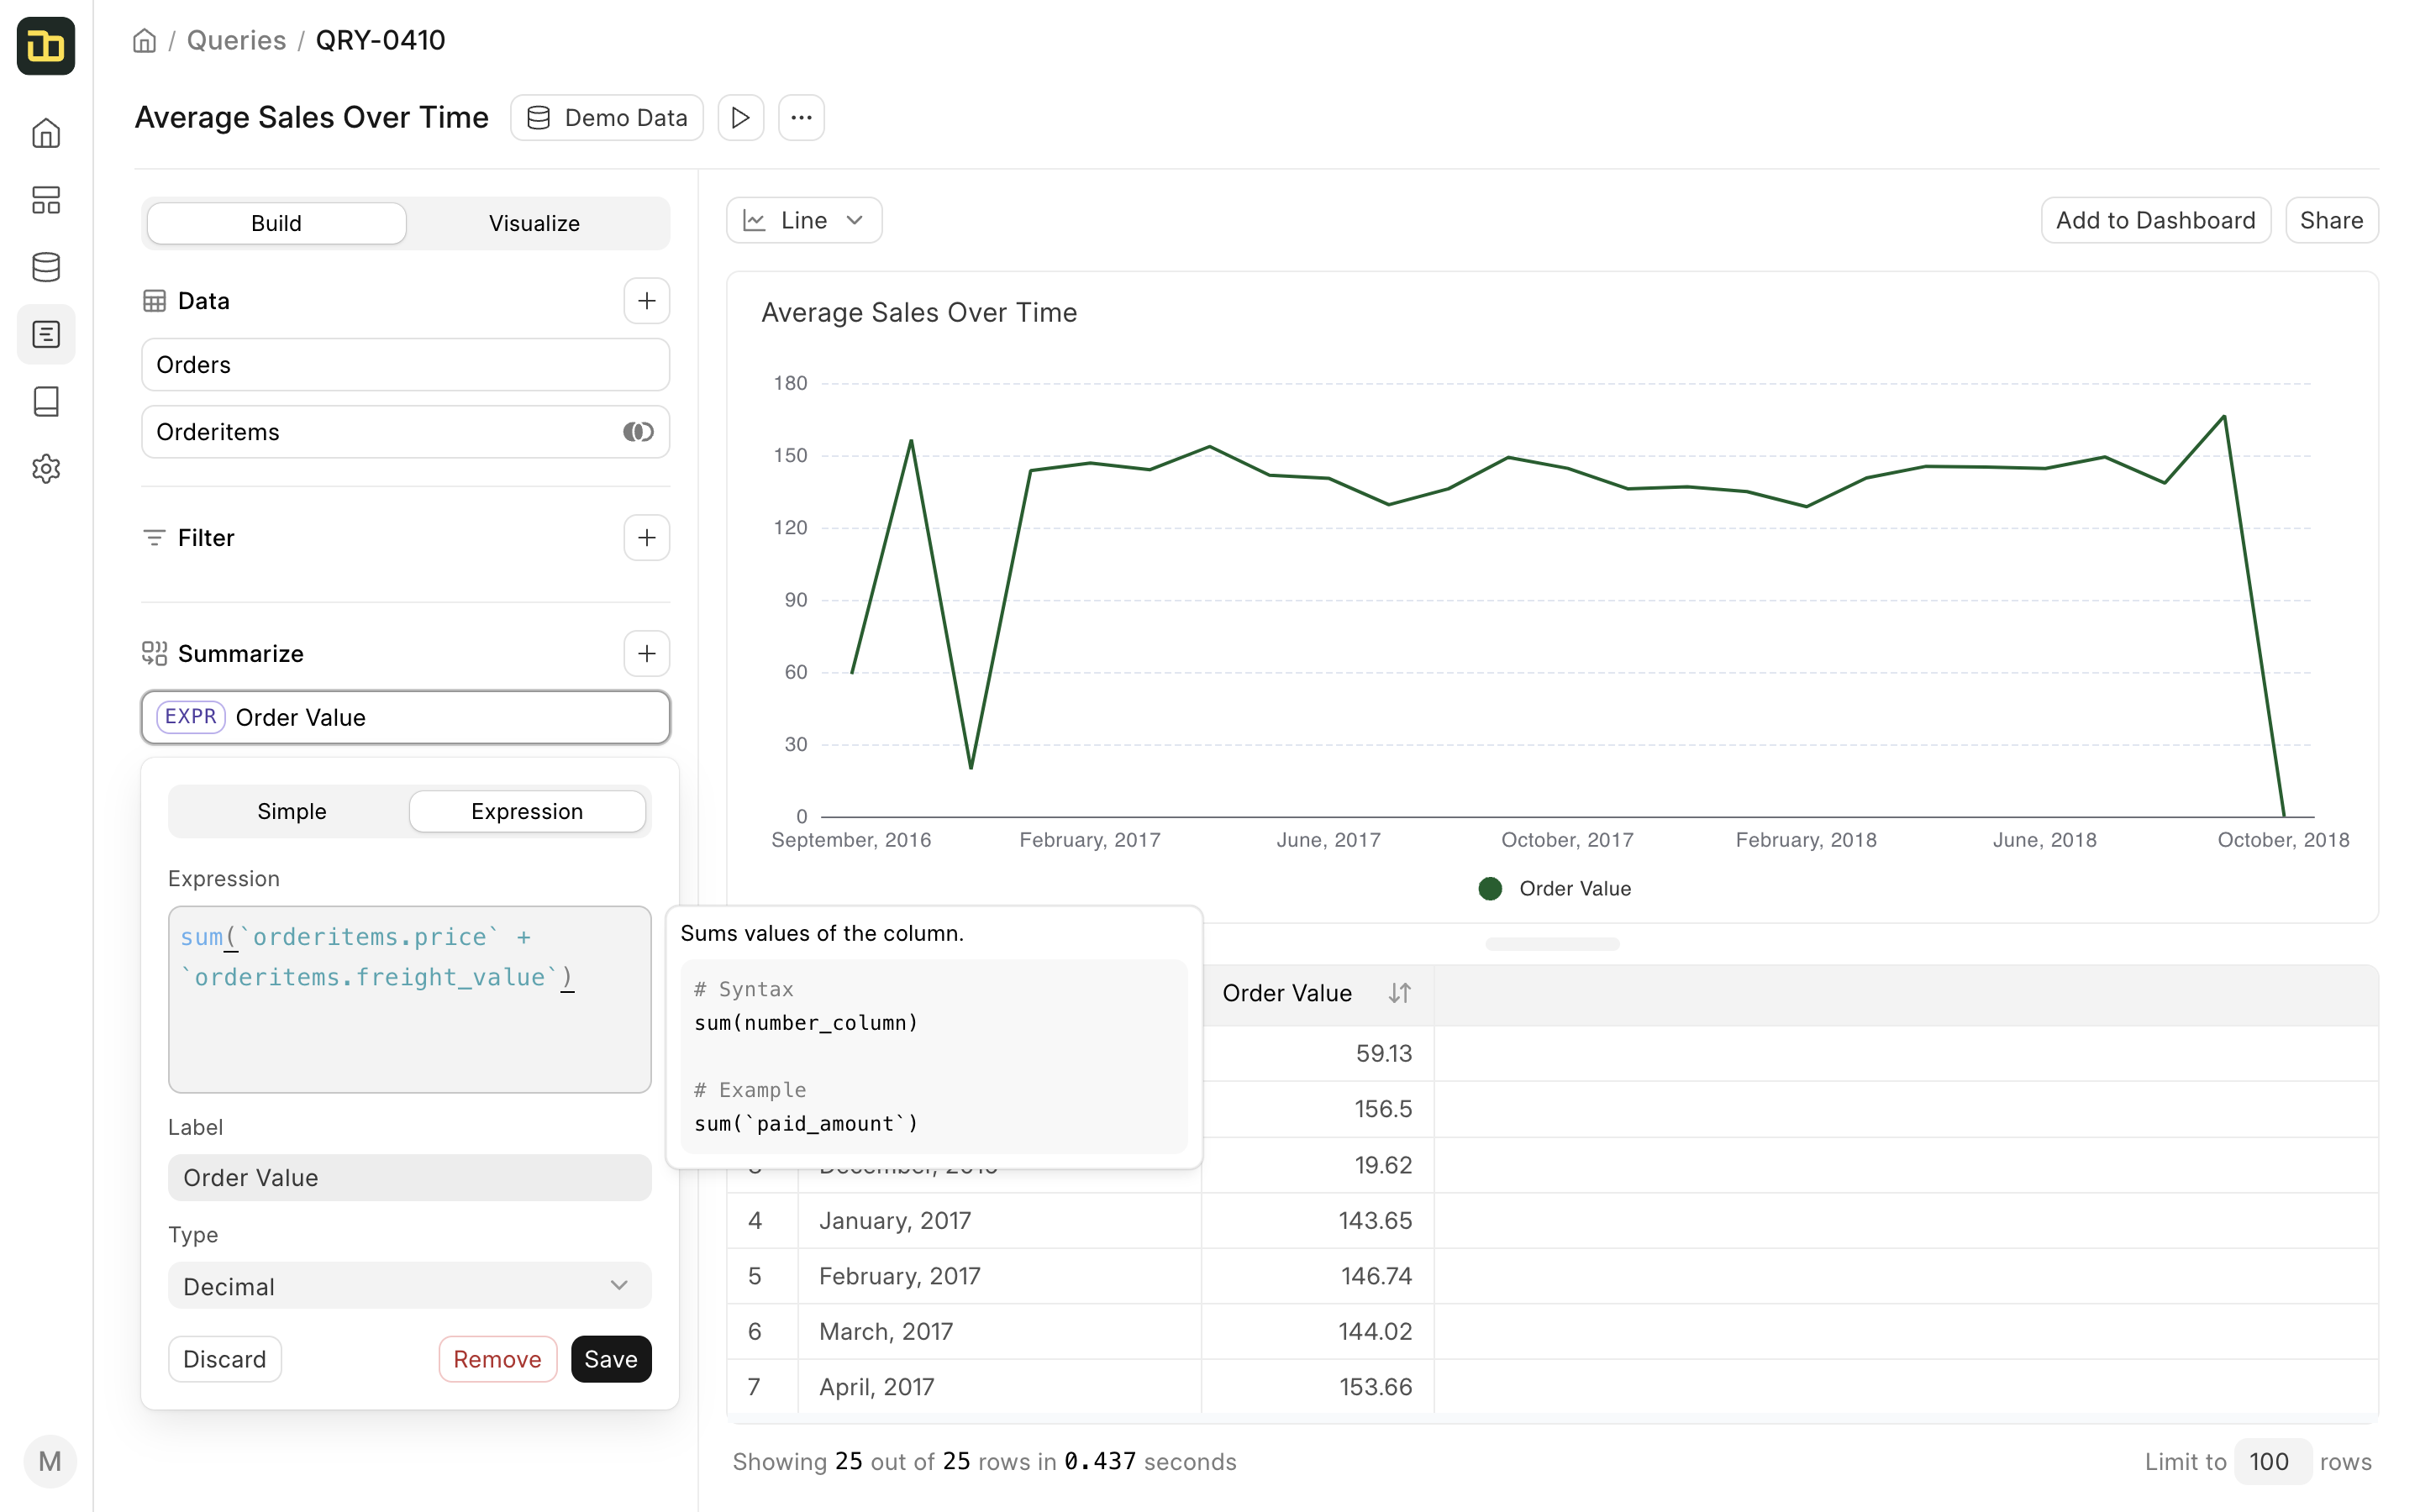 / Queries / QRY-0410
Average Sales Over Time
Demo Data
Build
Visualize
Data
Orders
Orderitems
Filter
Summarize
EXPR Order Value
Simple
Expression
Expression
sum(`orderitems.price` +
`orderitems.freight_value`)
Label
Order Value
Type
Decimal
Discard
Remove
Save
M
Line
Add to Dashboard
Share
Average Sales Over Time
180
150
120
90
60
30
0
September, 2016
February, 2017
June, 2017
October, 2017
February, 2018
June, 2018
October, 2018
Order Value
Sums values of the column.
# Syntax
sum(number_column)
# Example
sum(`paid_amount`)
Order Value
59.13
156.5
19.62
4 January, 2017 143.65
5 February, 2017 146.74
6 March, 2017 144.02
7 April, 2017 153.66
Showing 25 out of 25 rows in 0.437 seconds
Limit to 100 rows